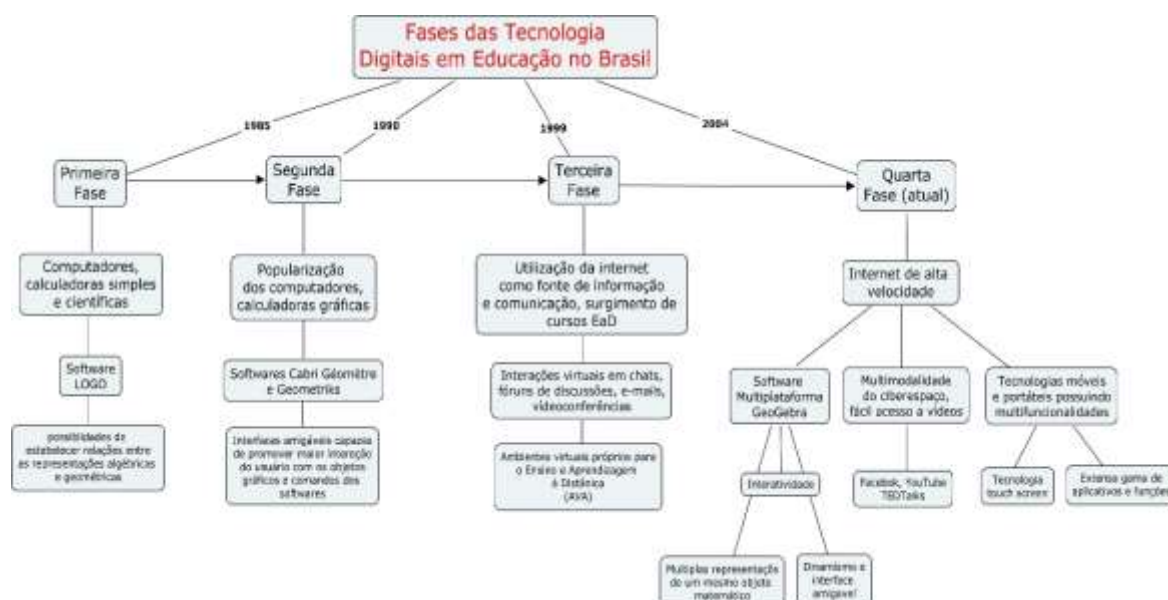 Fases das Tecnologia
Digitais em Educação no Brasil
1985
1990
1999
2004
Primeira
Fase
Segunda
Fase
Terceira
Fase
Quarta
Fase (atual)
Computadores,
calculadoras simples
e científicas
Popularização
dos computadores,
calculadoras gráficas
Utilização da internet
como fonte de informação
e comunicação, surgimento de
cursos EaD
Internet de alta
velocidade
Software
LOGO
Softwares Cabri Géomètre
e Geometriks
Interações virtuais em chats,
fóruns de discussões, e-mails,
videoconferências
Software
Multiplataforma
GeoGebra
Multimodalidade
do ciberespaço,
fácil acesso a vídeos
Tecnologias móveis
e portáteis possuindo
multifuncionalidades
possiblidades de
estabelecer relações entre
as representações algébricas
e geométricas
Interfaces amigáveis capazes
de promover maior interação
do usuário com os objetos
gráficos e comandos dos
softwares
Ambientes virtuais próprios para
o Ensino e Aprendizagem
à Distância
(AVA)
Interatividade
Facebok, YouTube
TEDTalks
Tecnologia
touch screen
Extensa gama de
aplicativos e funções
Multiplas representaçõs
de um mesmo objeto
matemático
Dinamismo e
interface
amigavel